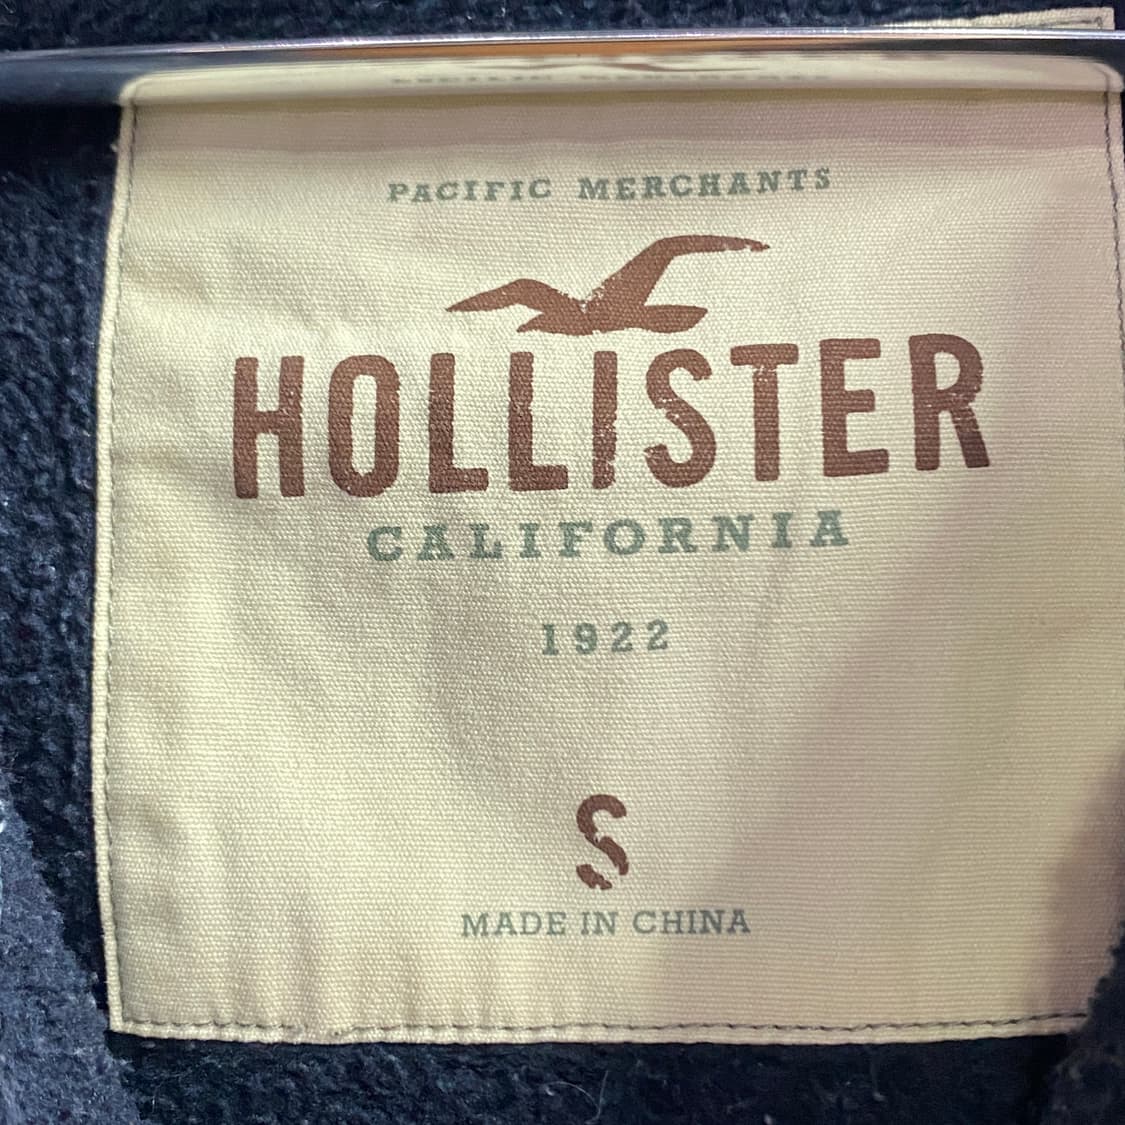 PACIFIC MERCHANTS
HOLLISTER
CALIFORNIA
1922
S
MADE IN CHINA